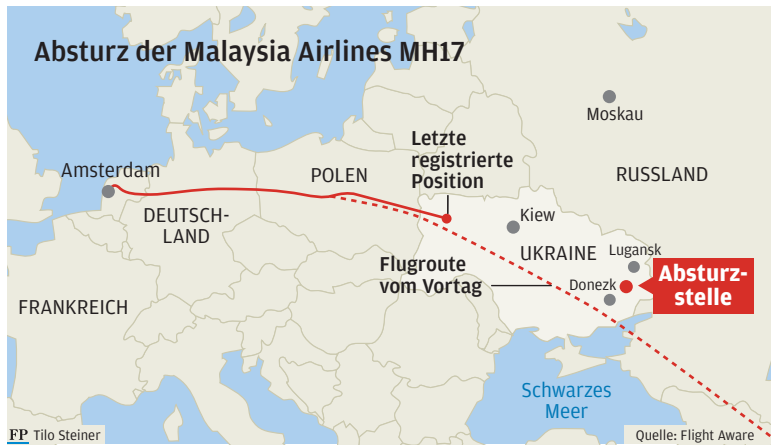 Absturz der Malaysia Airlines MH17
Moskau
Letzte
registrierte
Position
Amsterdam
POLEN
RUSSLAND
DEUTSCH-
LAND
Kiew
UKRAINE
Lugansk
Flugroute
vom Vortag
Donezk
Absturz-
stelle
FRANKREICH
Schwarzes
Meer
FP Tilo Steiner
Quelle: Flight Aware